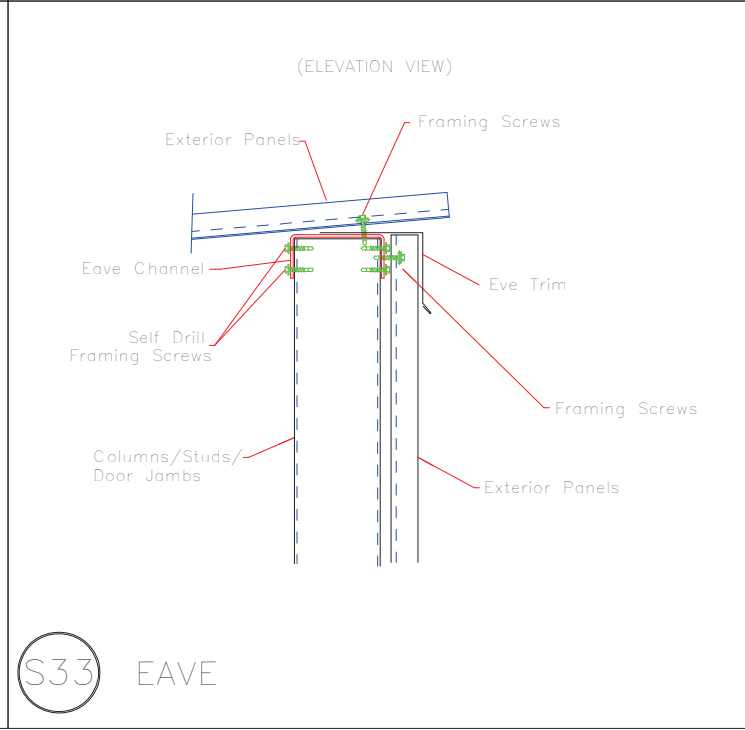 (ELEVATION VIEW)
Framing Screws
Exterior Panels
Eave Channel
Eve Trim
Self Drill
Framing Screws
Framing Screws
Columns/Studs/
Door Jambs
Exterior Panels
S33 EAVE